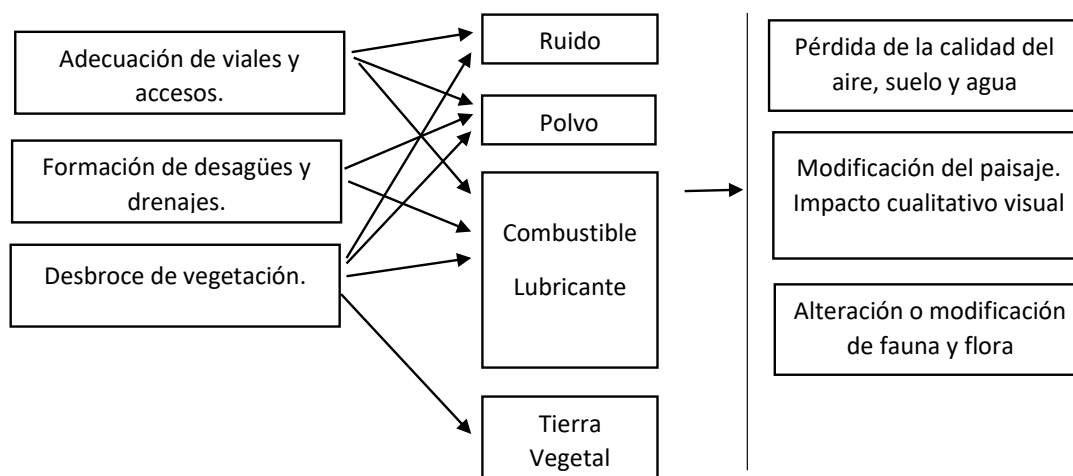 Adecuación de viales y
accesos.
Formación de desagües y
drenajes.
Desbroce de vegetación.
Ruido
Polvo
Combustible
Lubricante
Tierra
Vegetal
Pérdida de la calidad del
aire, suelo y agua
Modificación del paisaje.
Impacto cualitativo visual
Alteración o modificación
de fauna y flora